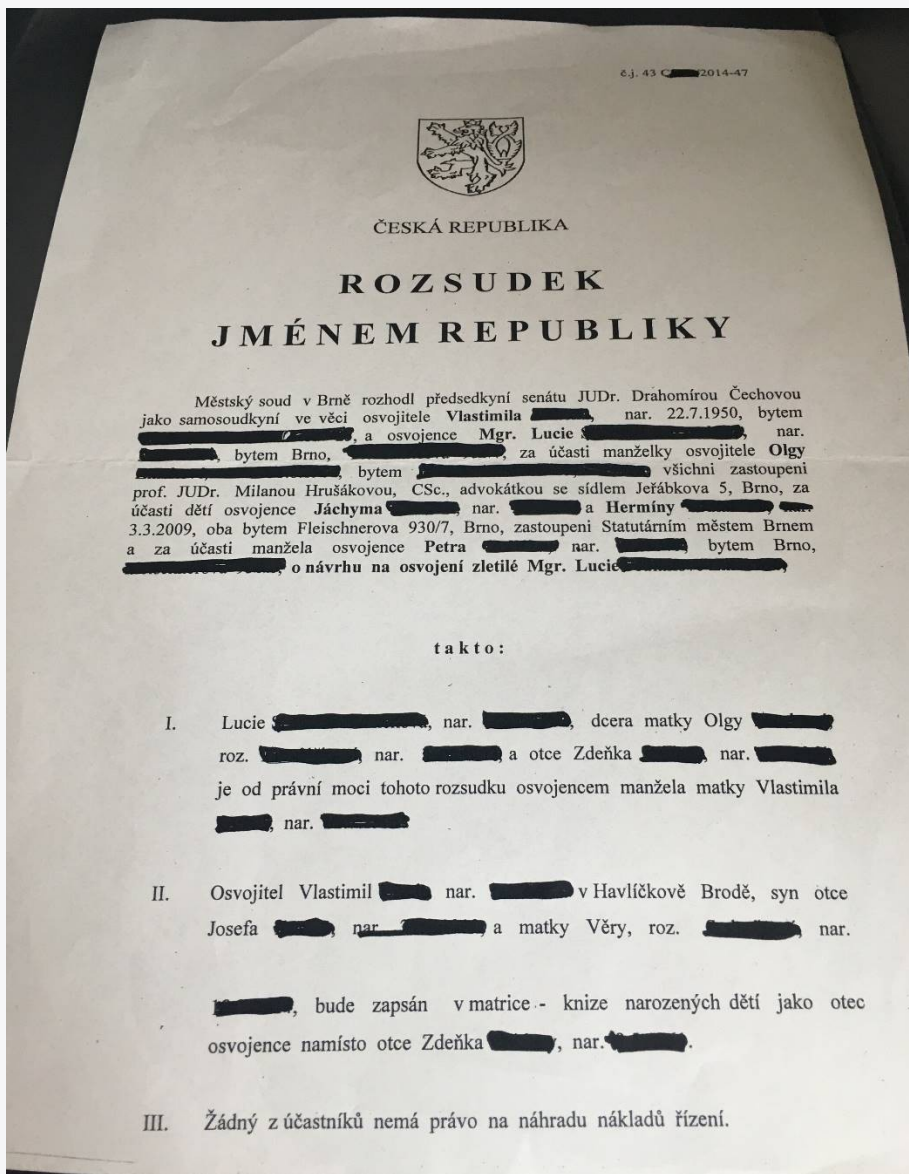 č.j. 43 C /2014-47
ČESKÁ REPUBLIKA
ROZSUDEK
JMÉNEM REPUBLIKY
Městský soud v Brně rozhodl předsedkyní senátu JUDr. Drahomírou Čechovou
jako samosoudkyní ve věci osvojitele Vlastimila , nar. 22.7.1950, bytem
, a osvojence Mgr. Lucie , nar.
, bytem Brno, , za účasti manželky osvojitele Olgy
, bytem všichni zastoupeni
prof. JUDr. Milanou Hrušákovou, CSc., advokátkou se sídlem Jeřábkova 5, Brno, za
účasti dětí osvojence Jáchyma nar. a Hermíny
3.3.2009, oba bytem Fleischnerova 930/7, Brno, zastoupeni Statutárním městem Brnem
a za účasti manžela osvojence Petra nar. bytem Brno,
, o návrhu na osvojení zletilé Mgr. Lucie ,
takto:
I. Lucie , nar. , dcera matky Olgy
roz. , nar. , a otce Zdeňka , nar.
je od právní moci tohoto rozsudku osvojencem manžela matky Vlastimila
, nar.
II. Osvojitel Vlastimil nar. v Havlíčkově Brodě, syn otce
Josefa , nar. a matky Věry, roz. , nar.
, bude zapsán v matrice - knize narozených dětí jako otec
osvojence namísto otce Zdeňka , nar. .
III. Žádný z účastníků nemá právo na náhradu nákladů řízení.